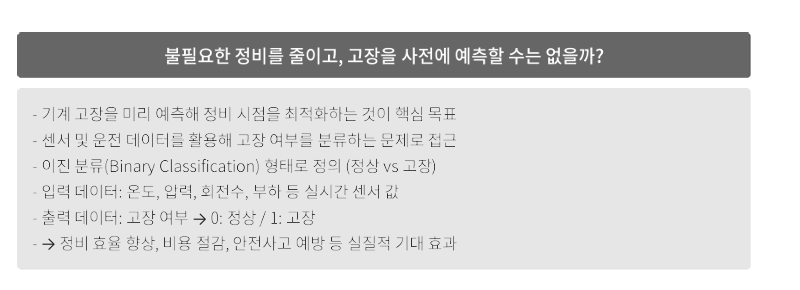 불필요한 정비를 줄이고, 고장을 사전에 예측할 수는 없을까?
- 기계 고장을 미리 예측해 정비 시점을 최적화하는 것이 핵심 목표
- 센서 및 운전 데이터를 활용해 고장 여부를 분류하는 문제로 접근
- 이진 분류(Binary Classification) 형태로 정의 (정상 vs 고장)
- 입력 데이터: 온도, 압력, 회전수, 부하 등 실시간 센서 값
- 출력 데이터: 고장 여부 → 0: 정상 / 1: 고장
- → 정비 효율 향상, 비용 절감, 안전사고 예방 등 실질적 기대 효과